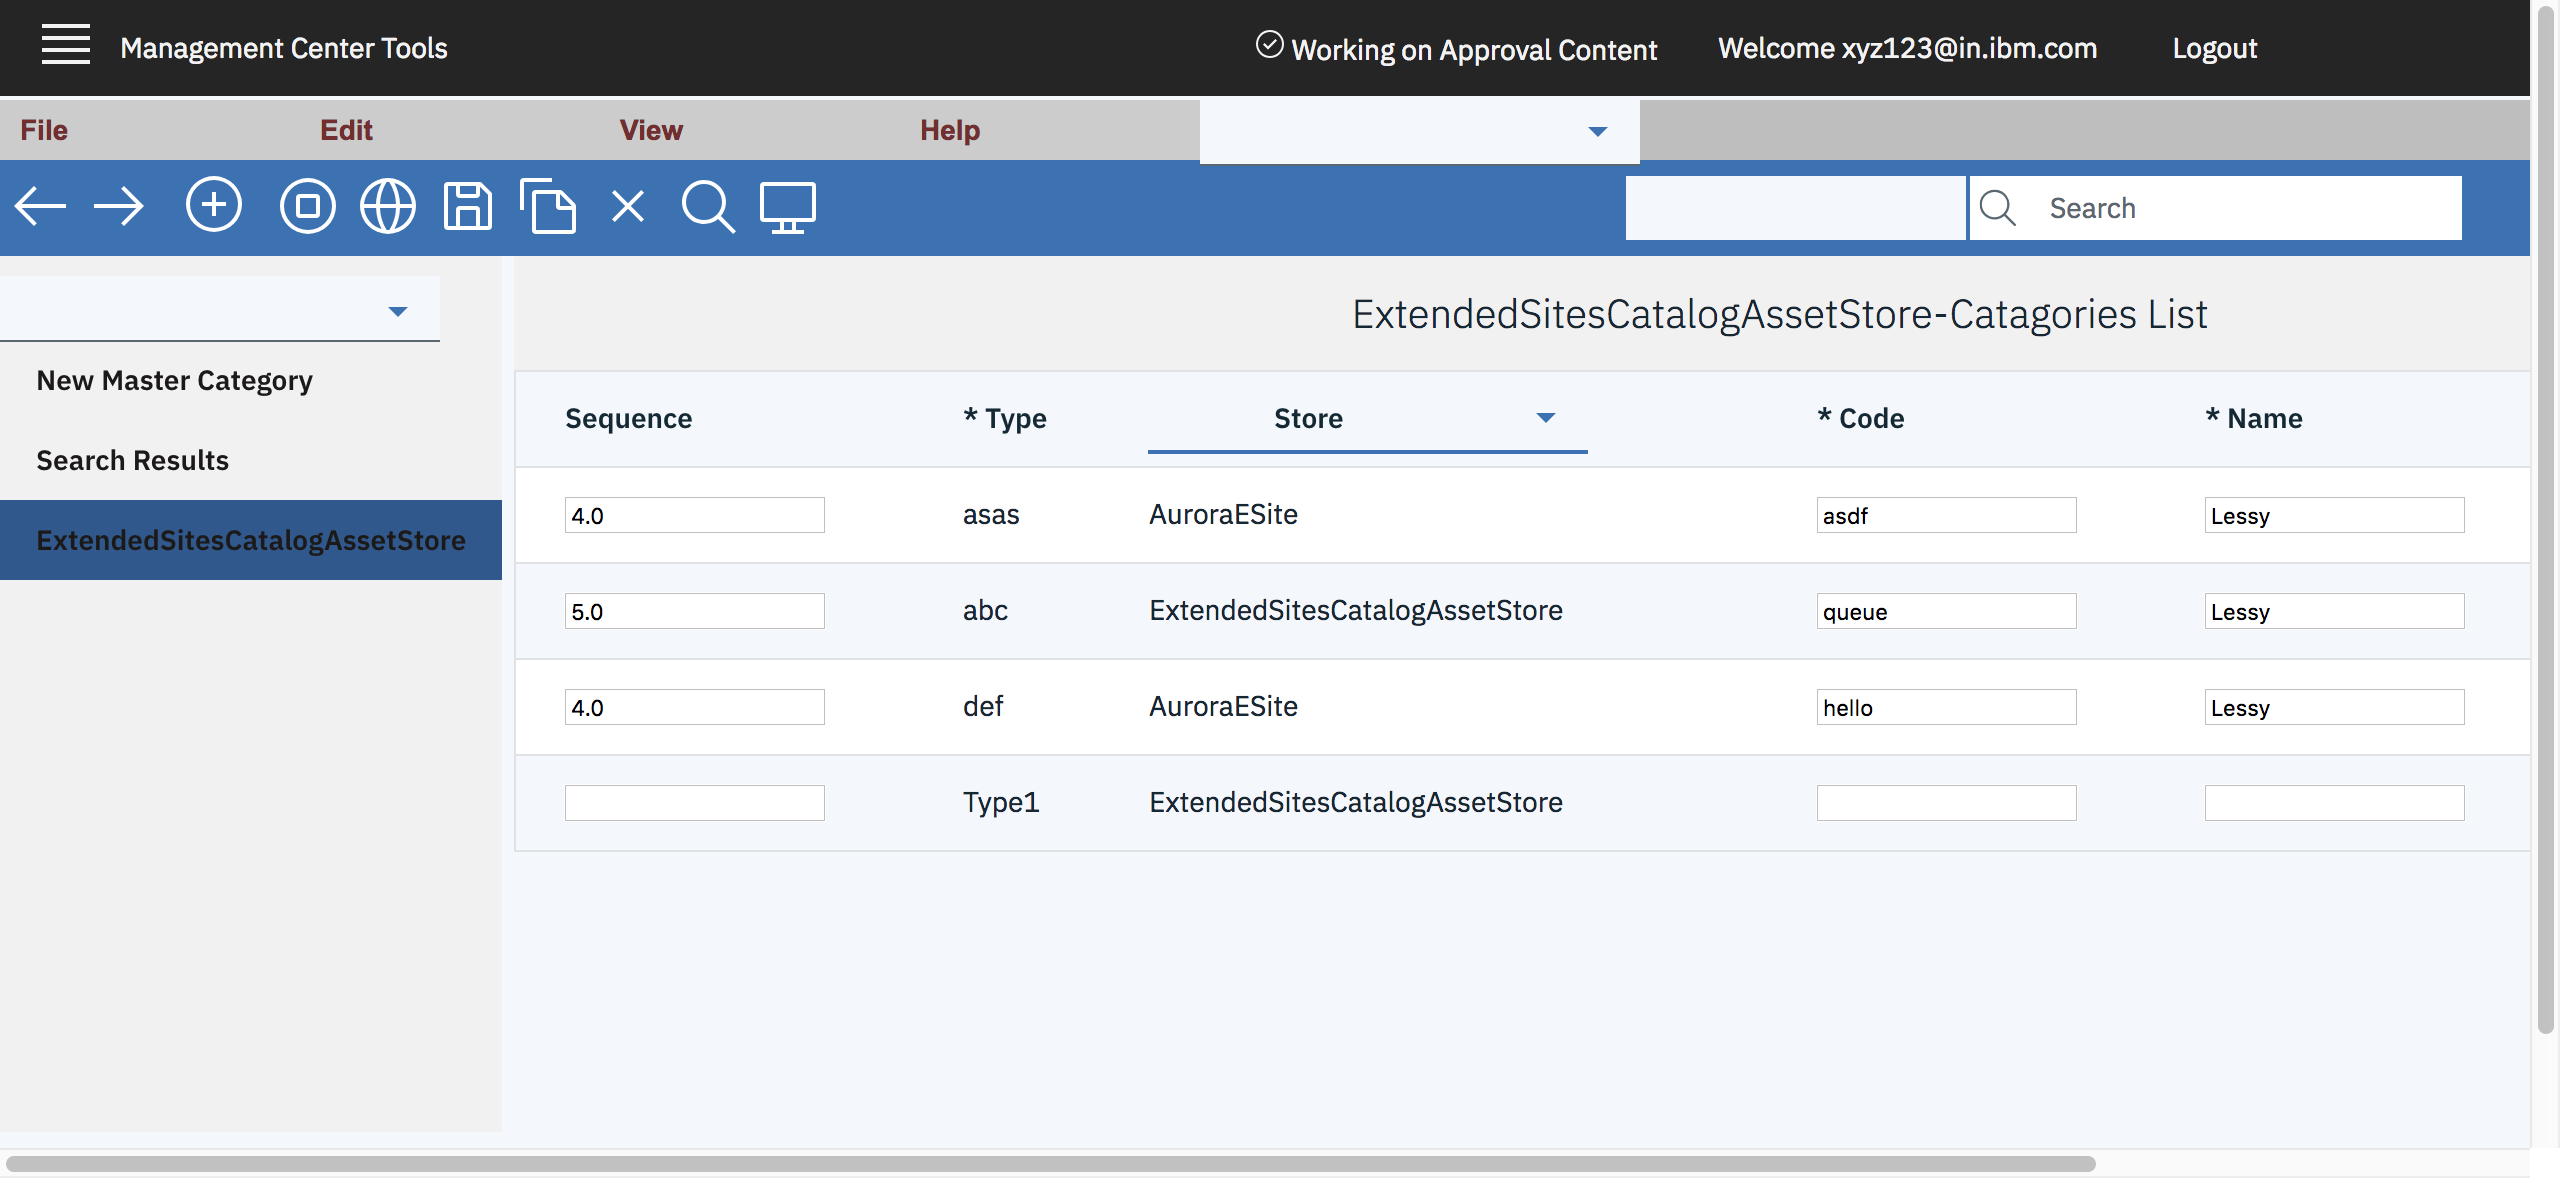 Management Center Tools
Working on Approval Content
Welcome xyz123@in.ibm.com
Logout
File Edit View Help
Search
New Master Category
Search Results
ExtendedSitesCatalogAssetStore
ExtendedSitesCatalogAssetStore-Catagories List
Sequence * Type Store * Code * Name
4.0 asas AuroraESite asdf Lessy
5.0 abc ExtendedSitesCatalogAssetStore queue Lessy
4.0 def AuroraESite hello Lessy
Type1 ExtendedSitesCatalogAssetStore